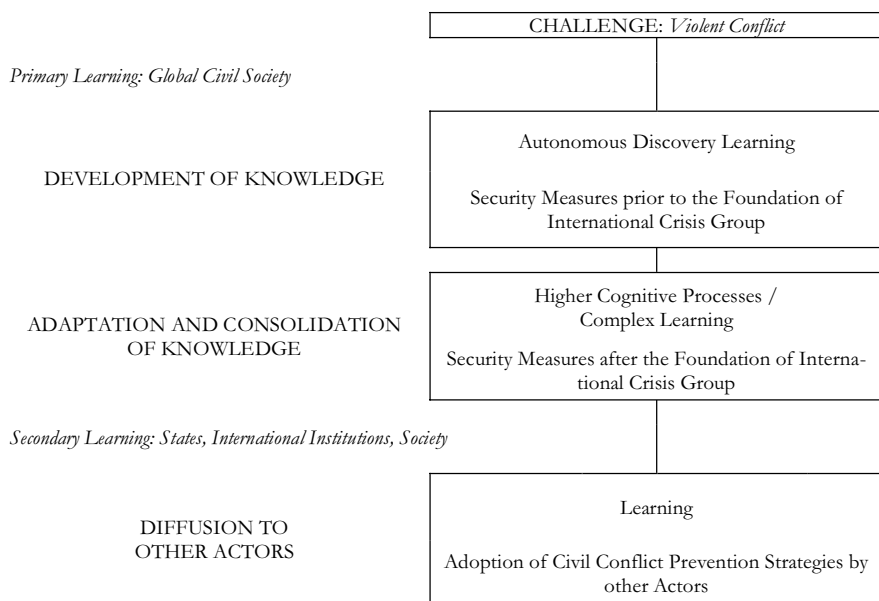 CHALLENGE: Violent Conflict
Primary Learning: Global Civil Society
DEVELOPMENT OF KNOWLEDGE
Autonomous Discovery Learning
Security Measures prior to the Foundation of
International Crisis Group
ADAPTATION AND CONSOLIDATION
OF KNOWLEDGE
Higher Cognitive Processes /
Complex Learning
Security Measures after the Foundation of Interna-
tional Crisis Group
Secondary Learning: States, International Institutions, Society
DIFFUSION TO
OTHER ACTORS
Learning
Adoption of Civil Conflict Prevention Strategies by
other Actors